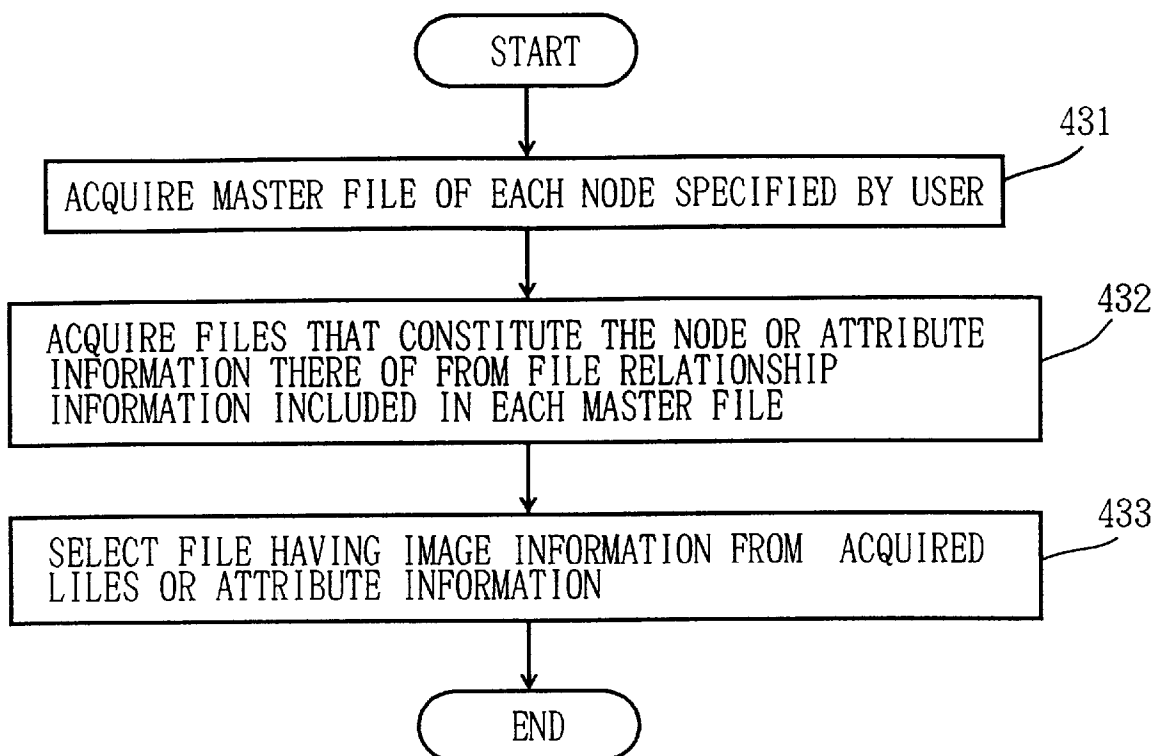 START
431
ACQUIRE MASTER FILE OF EACH NODE SPECIFIED BY USER
432
ACQUIRE FILES THAT CONSTITUTE THE NODE OR ATTRIBUTE
INFORMATION THERE OF FROM FILE RELATIONSHIP
INFORMATION INCLUDED IN EACH MASTER FILE
433
SELECT FILE HAVING IMAGE INFORMATION FROM ACQUIRED
LILES OR ATTRIBUTE INFORMATION
END